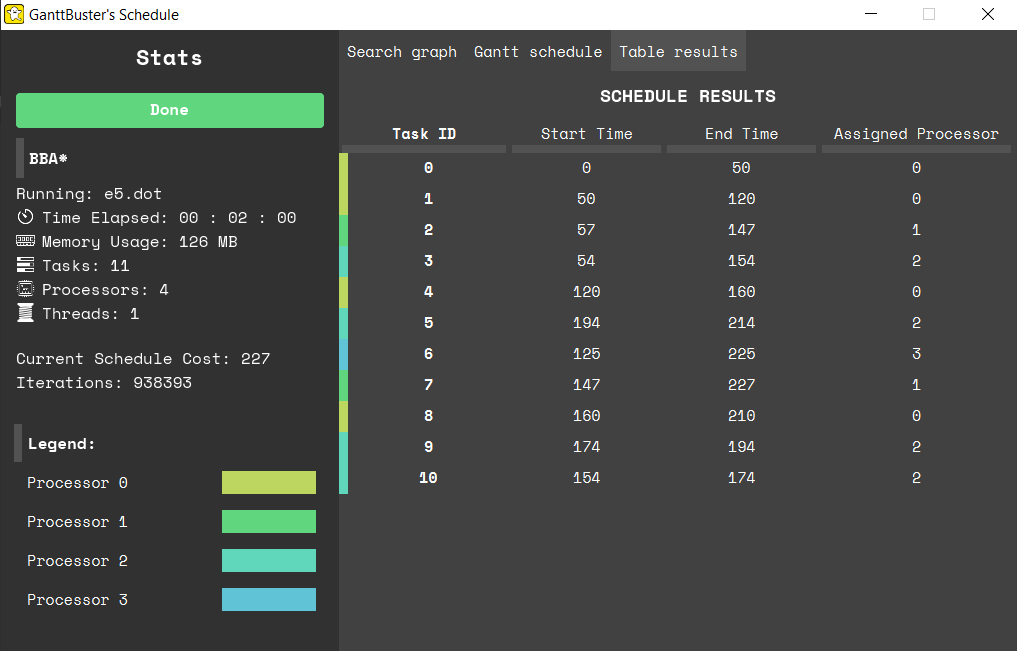 GanttBuster's Schedule
Stats
Done
BBA*
Running: e5.dot
Time Elapsed: 00 : 02 : 00
Memory Usage: 126 MB
Tasks: 11
Processors: 4
Threads: 1
Current Schedule Cost: 227
Iterations: 938393
Legend:
Processor 0
Processor 1
Processor 2
Processor 3
Search graph Gantt schedule Table results
SCHEDULE RESULTS
Task ID Start Time End Time Assigned Processor
0 0 50 0
1 50 120 0
2 57 147 1
3 54 154 2
4 120 160 0
5 194 214 2
6 125 225 3
7 147 227 1
8 160 210 0
9 174 194 2
10 154 174 2